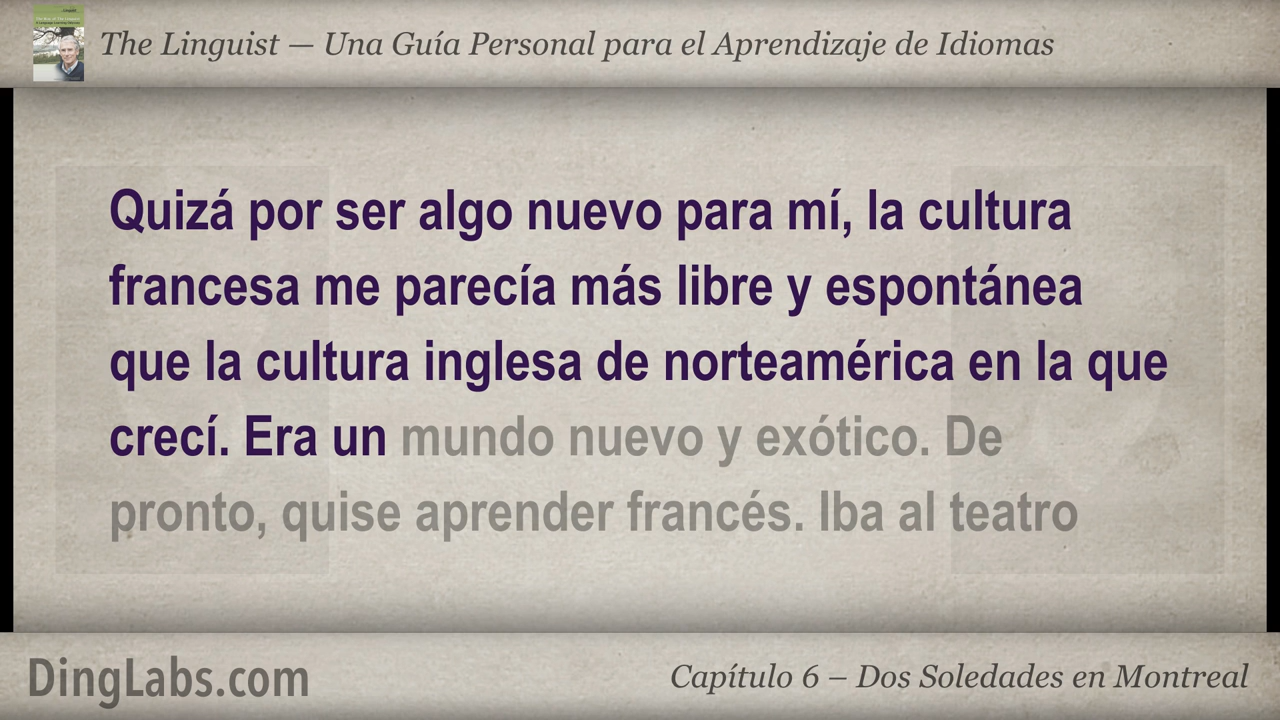 The Linguist — Una Guía Personal para el Aprendizaje de Idiomas
Quizá por ser algo nuevo para mí, la cultura
francesa me parecía más libre y espontánea
que la cultura inglesa de norteamérica en la que
crecí. Era un mundo nuevo y exótico. De
pronto, quise aprender francés. Iba al teatro
DingLabs.com
Capítulo 6 – Dos Soledades en Montreal